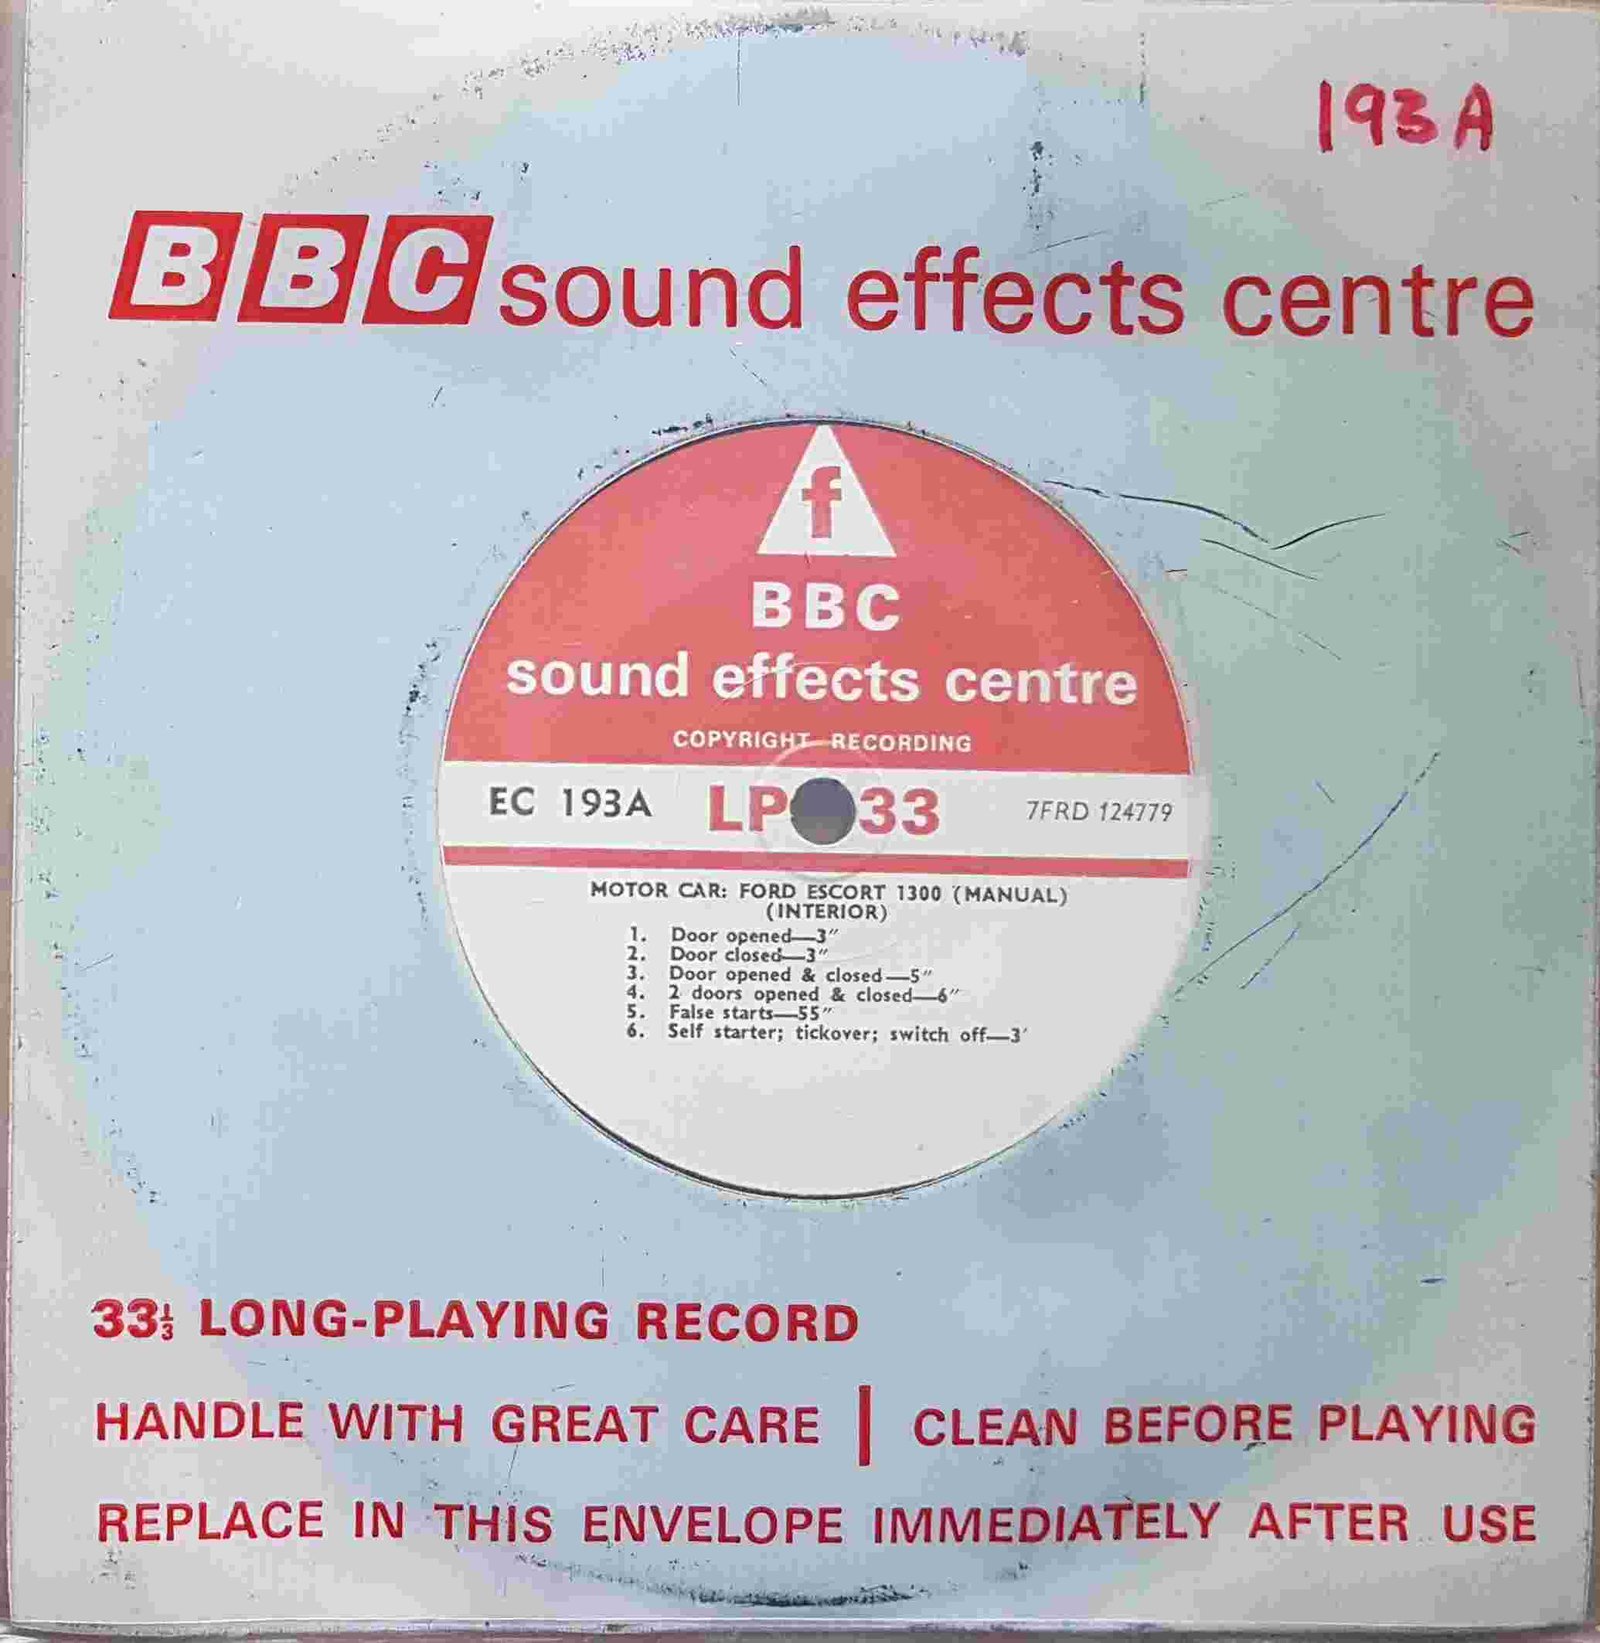 193A
BBC sound effects centre
f
BBC
sound effects centre
COPYRIGHT RECORDING
EC 193A LP 33 7FRD 124779
MOTOR CAR: FORD ESCORT 1300 (MANUAL)
(INTERIOR)
1. Door opened—3″
2. Door closed—3″
3. Door opened & closed—5″
4. 2 doors opened & closed—6″
5. False starts—55″
6. Self starter; tickover; switch off—3′
33⅓ LONG-PLAYING RECORD
HANDLE WITH GREAT CARE | CLEAN BEFORE PLAYING
REPLACE IN THIS ENVELOPE IMMEDIATELY AFTER USE